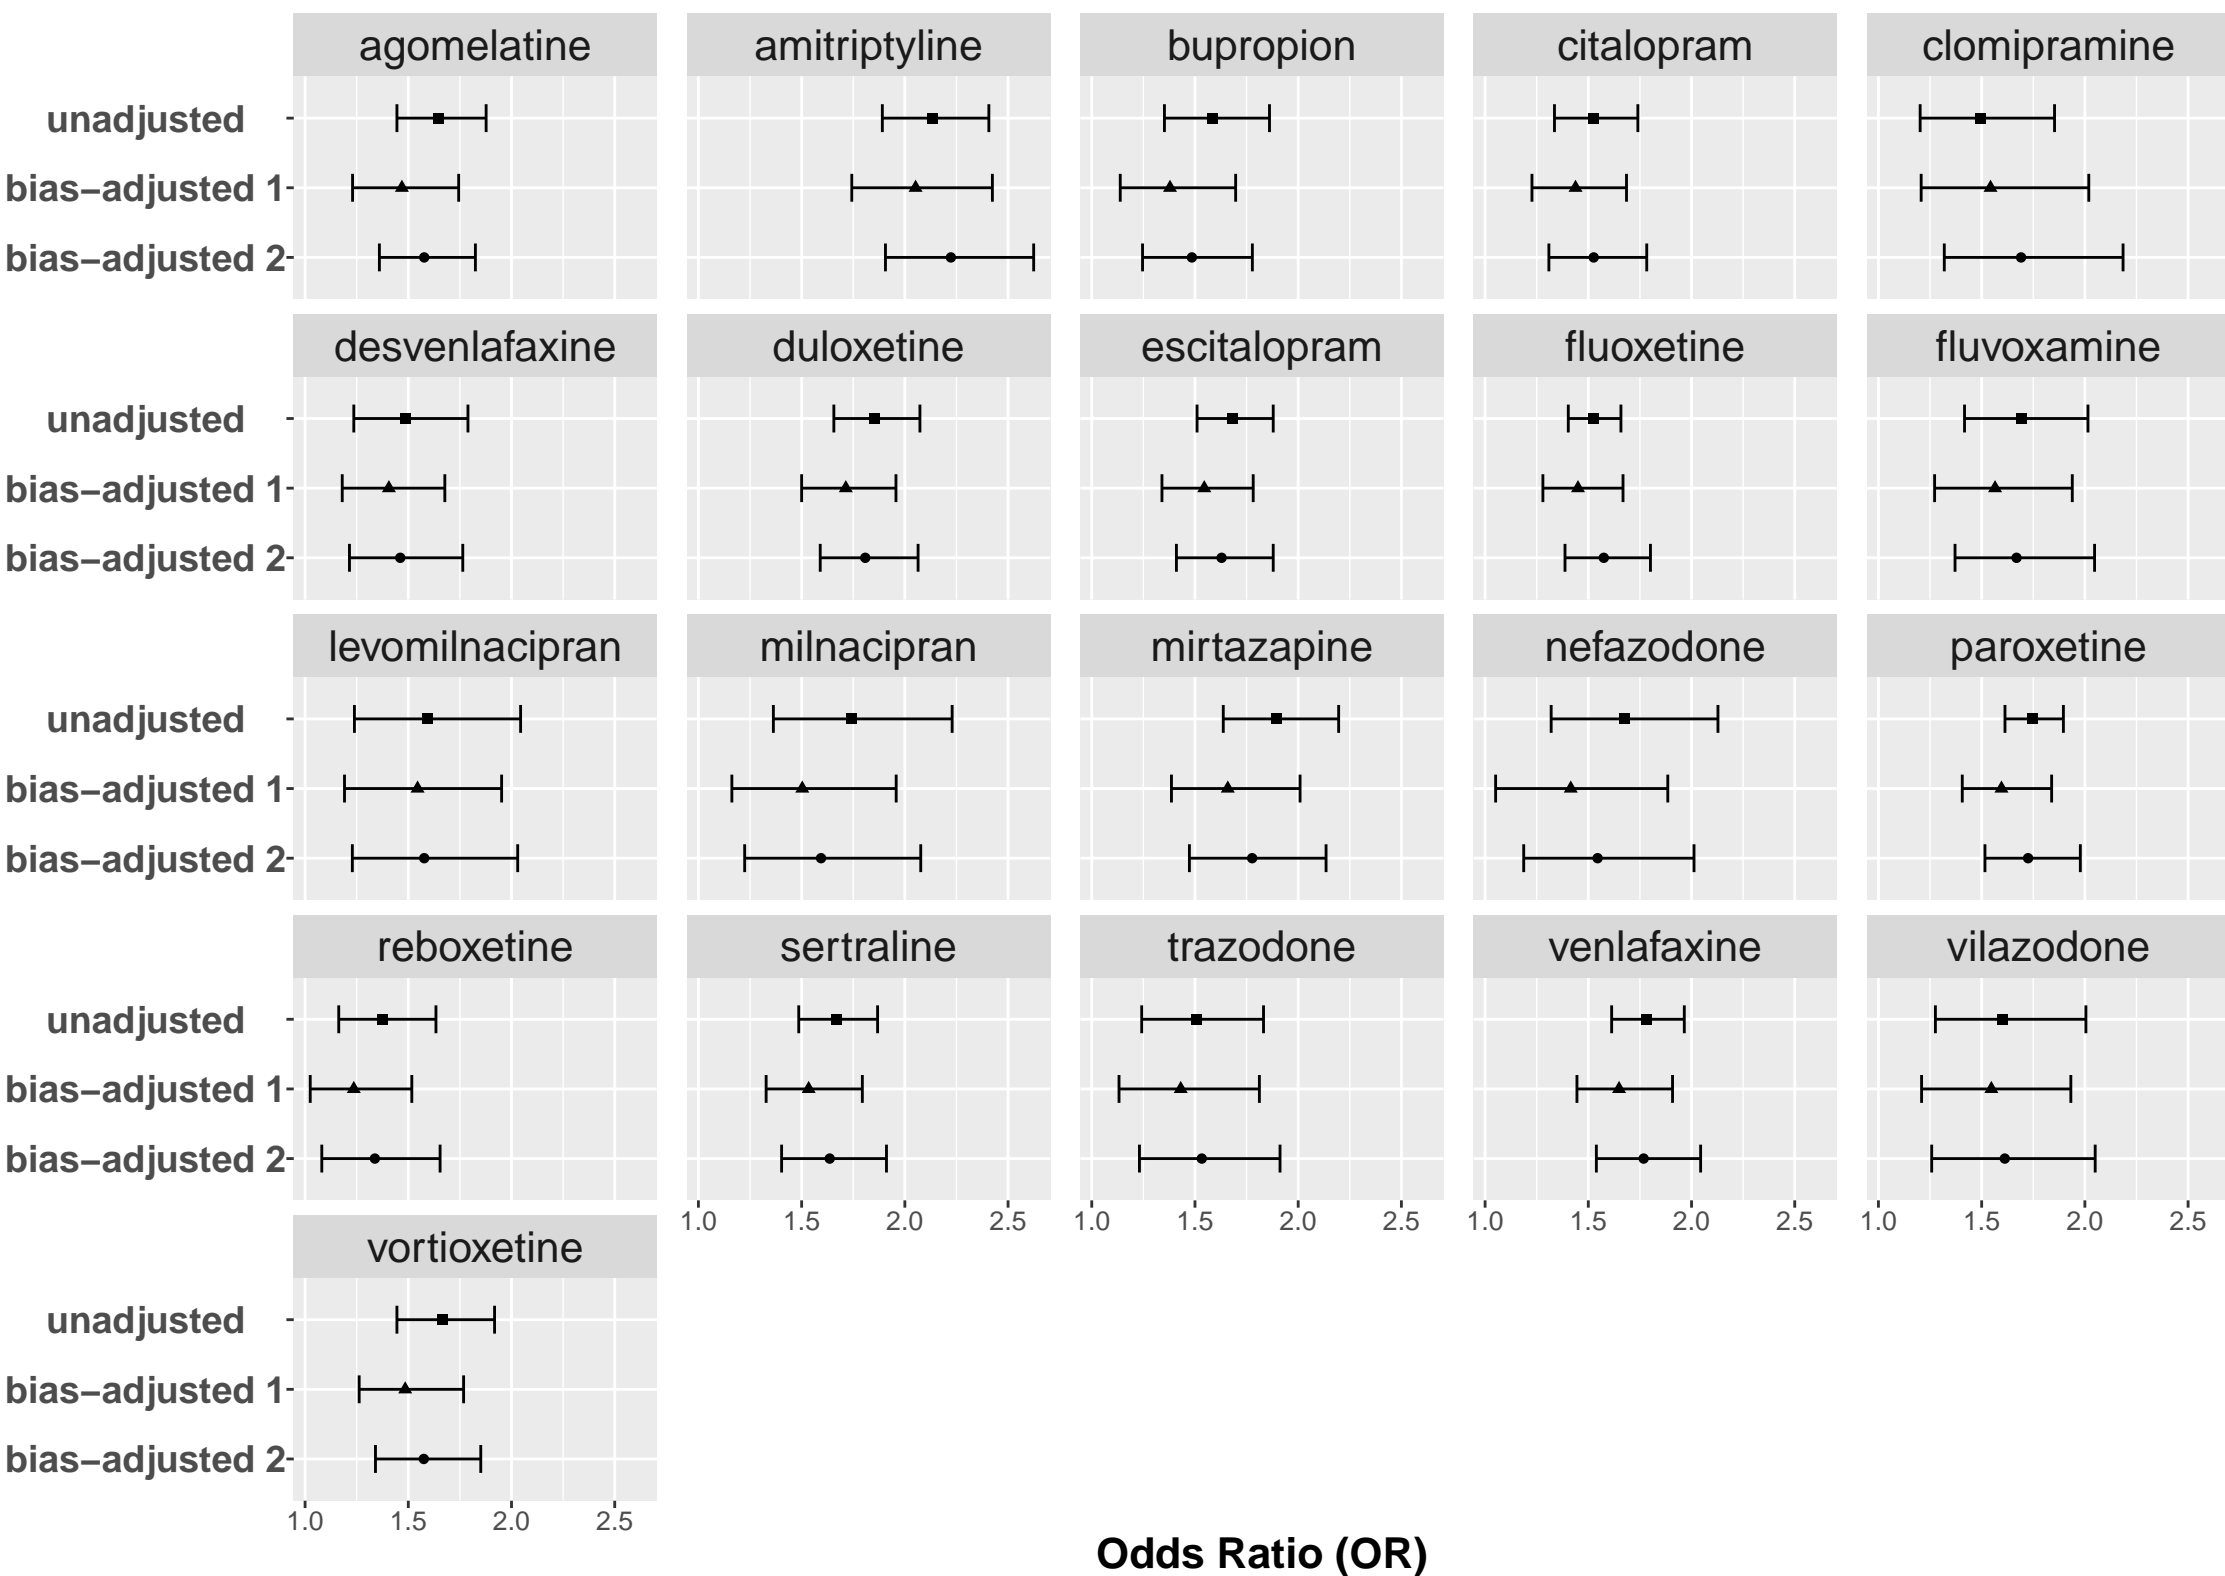 agomelatine amitriptyline bupropion citalopram clomipramine
unadjusted
bias−adjusted 1
bias−adjusted 2
desvenlafaxine duloxetine escitalopram fluoxetine fluvoxamine
unadjusted
bias−adjusted 1
bias−adjusted 2
levomilnacipran milnacipran mirtazapine nefazodone paroxetine
unadjusted
bias−adjusted 1
bias−adjusted 2
reboxetine sertraline trazodone venlafaxine vilazodone
unadjusted
bias−adjusted 1
bias−adjusted 2
1.0 1.5 2.0 2.5 1.0 1.5 2.0 2.5 1.0 1.5 2.0 2.5 1.0 1.5 2.0 2.5
vortioxetine
unadjusted
bias−adjusted 1
bias−adjusted 2
1.0 1.5 2.0 2.5
Odds Ratio (OR)